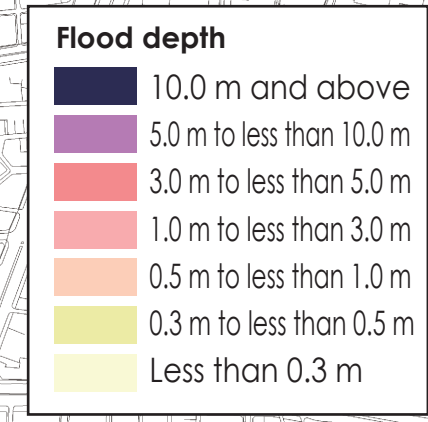 Flood depth
10.0 m and above
5.0 m to less than 10.0 m
3.0 m to less than 5.0 m
1.0 m to less than 3.0 m
0.5 m to less than 1.0 m
0.3 m to less than 0.5 m
Less than 0.3 m